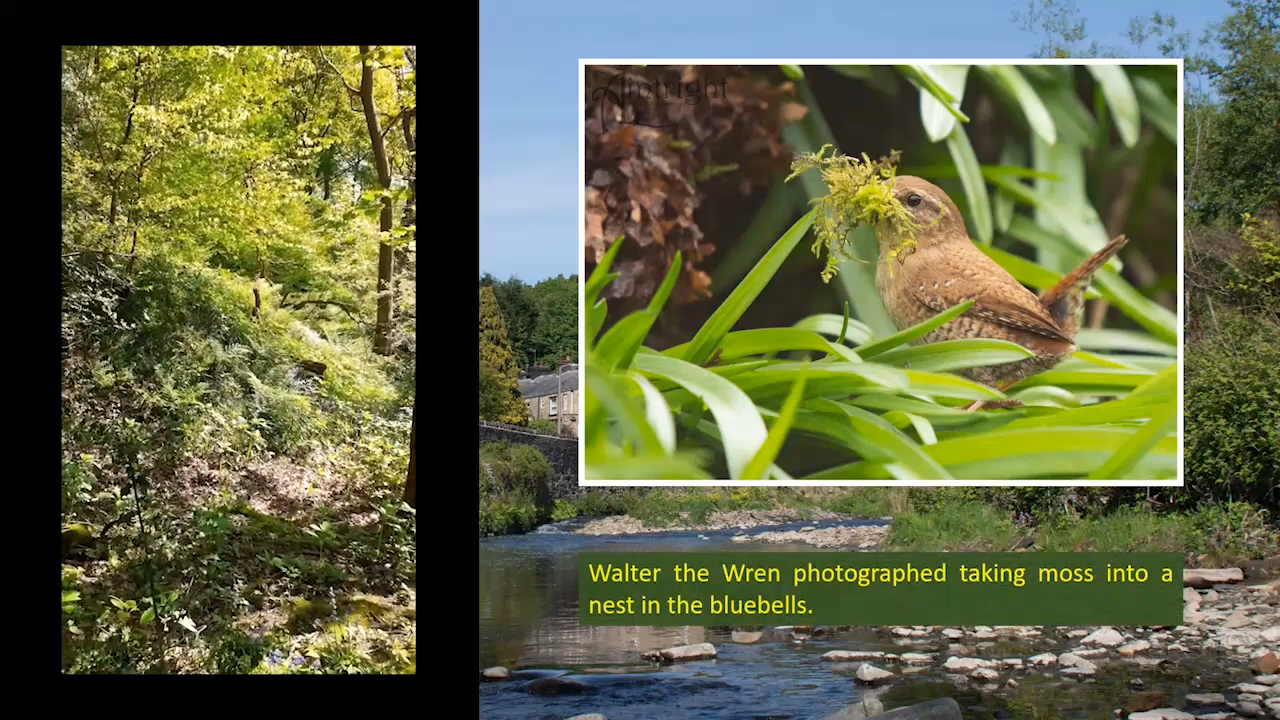 Walter the Wren photographed taking moss into a
nest in the bluebells.